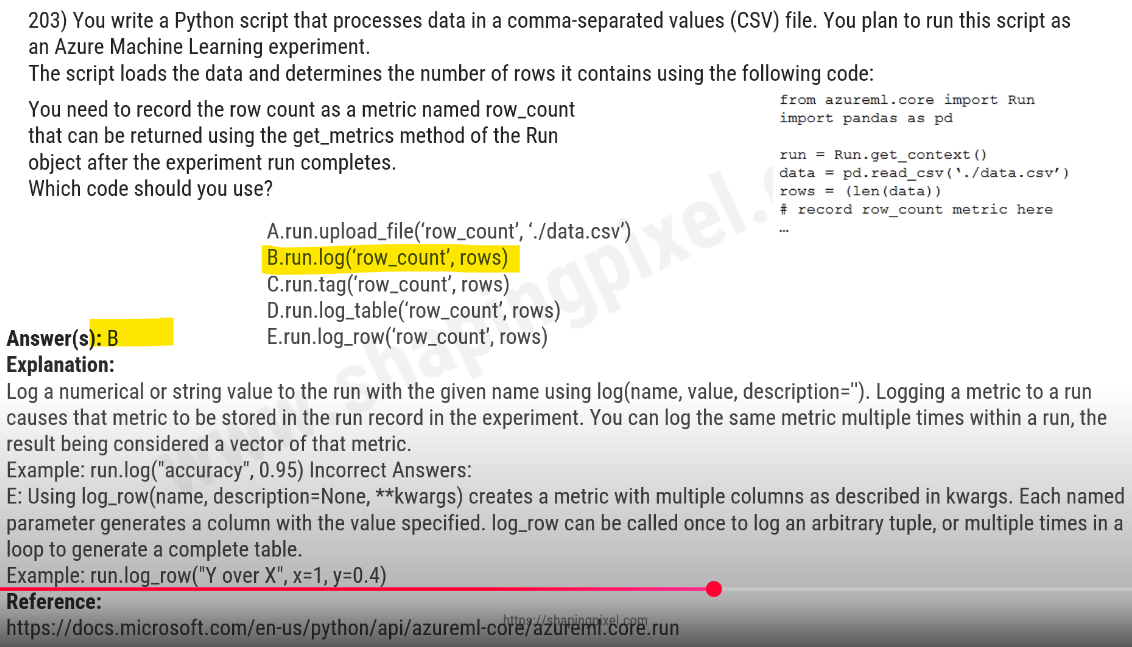 203) You write a Python script that processes data in a comma-separated values (CSV) file. You plan to run this script as
an Azure Machine Learning experiment.
The script loads the data and determines the number of rows it contains using the following code:
You need to record the row count as a metric named row_count
that can be returned using the get_metrics method of the Run
object after the experiment run completes.
Which code should you use?
from azureml.core import Run
import pandas as pd
run = Run.get_context()
data = pd.read_csv(‘./data.csv’)
rows = (len(data))
# record row_count metric here
…
A.run.upload_file(‘row_count’, ‘./data.csv’)
B.run.log(‘row_count’, rows)
C.run.tag(‘row_count’, rows)
D.run.log_table(‘row_count’, rows)
E.run.log_row(‘row_count’, rows)
Answer(s): B
Explanation:
Log a numerical or string value to the run with the given name using log(name, value, description=''). Logging a metric to a run
causes that metric to be stored in the run record in the experiment. You can log the same metric multiple times within a run, the
result being considered a vector of that metric.
Example: run.log("accuracy", 0.95) Incorrect Answers:
E: Using log_row(name, description=None, **kwargs) creates a metric with multiple columns as described in kwargs. Each named
parameter generates a column with the value specified. log_row can be called once to log an arbitrary tuple, or multiple times in a
loop to generate a complete table.
Example: run.log_row("Y over X", x=1, y=0.4)
Reference:
https://docs.microsoft.com/en-us/python/api/azureml-core/azureml.core.run
https://shapingpixel.com
www.shapingpixel.c